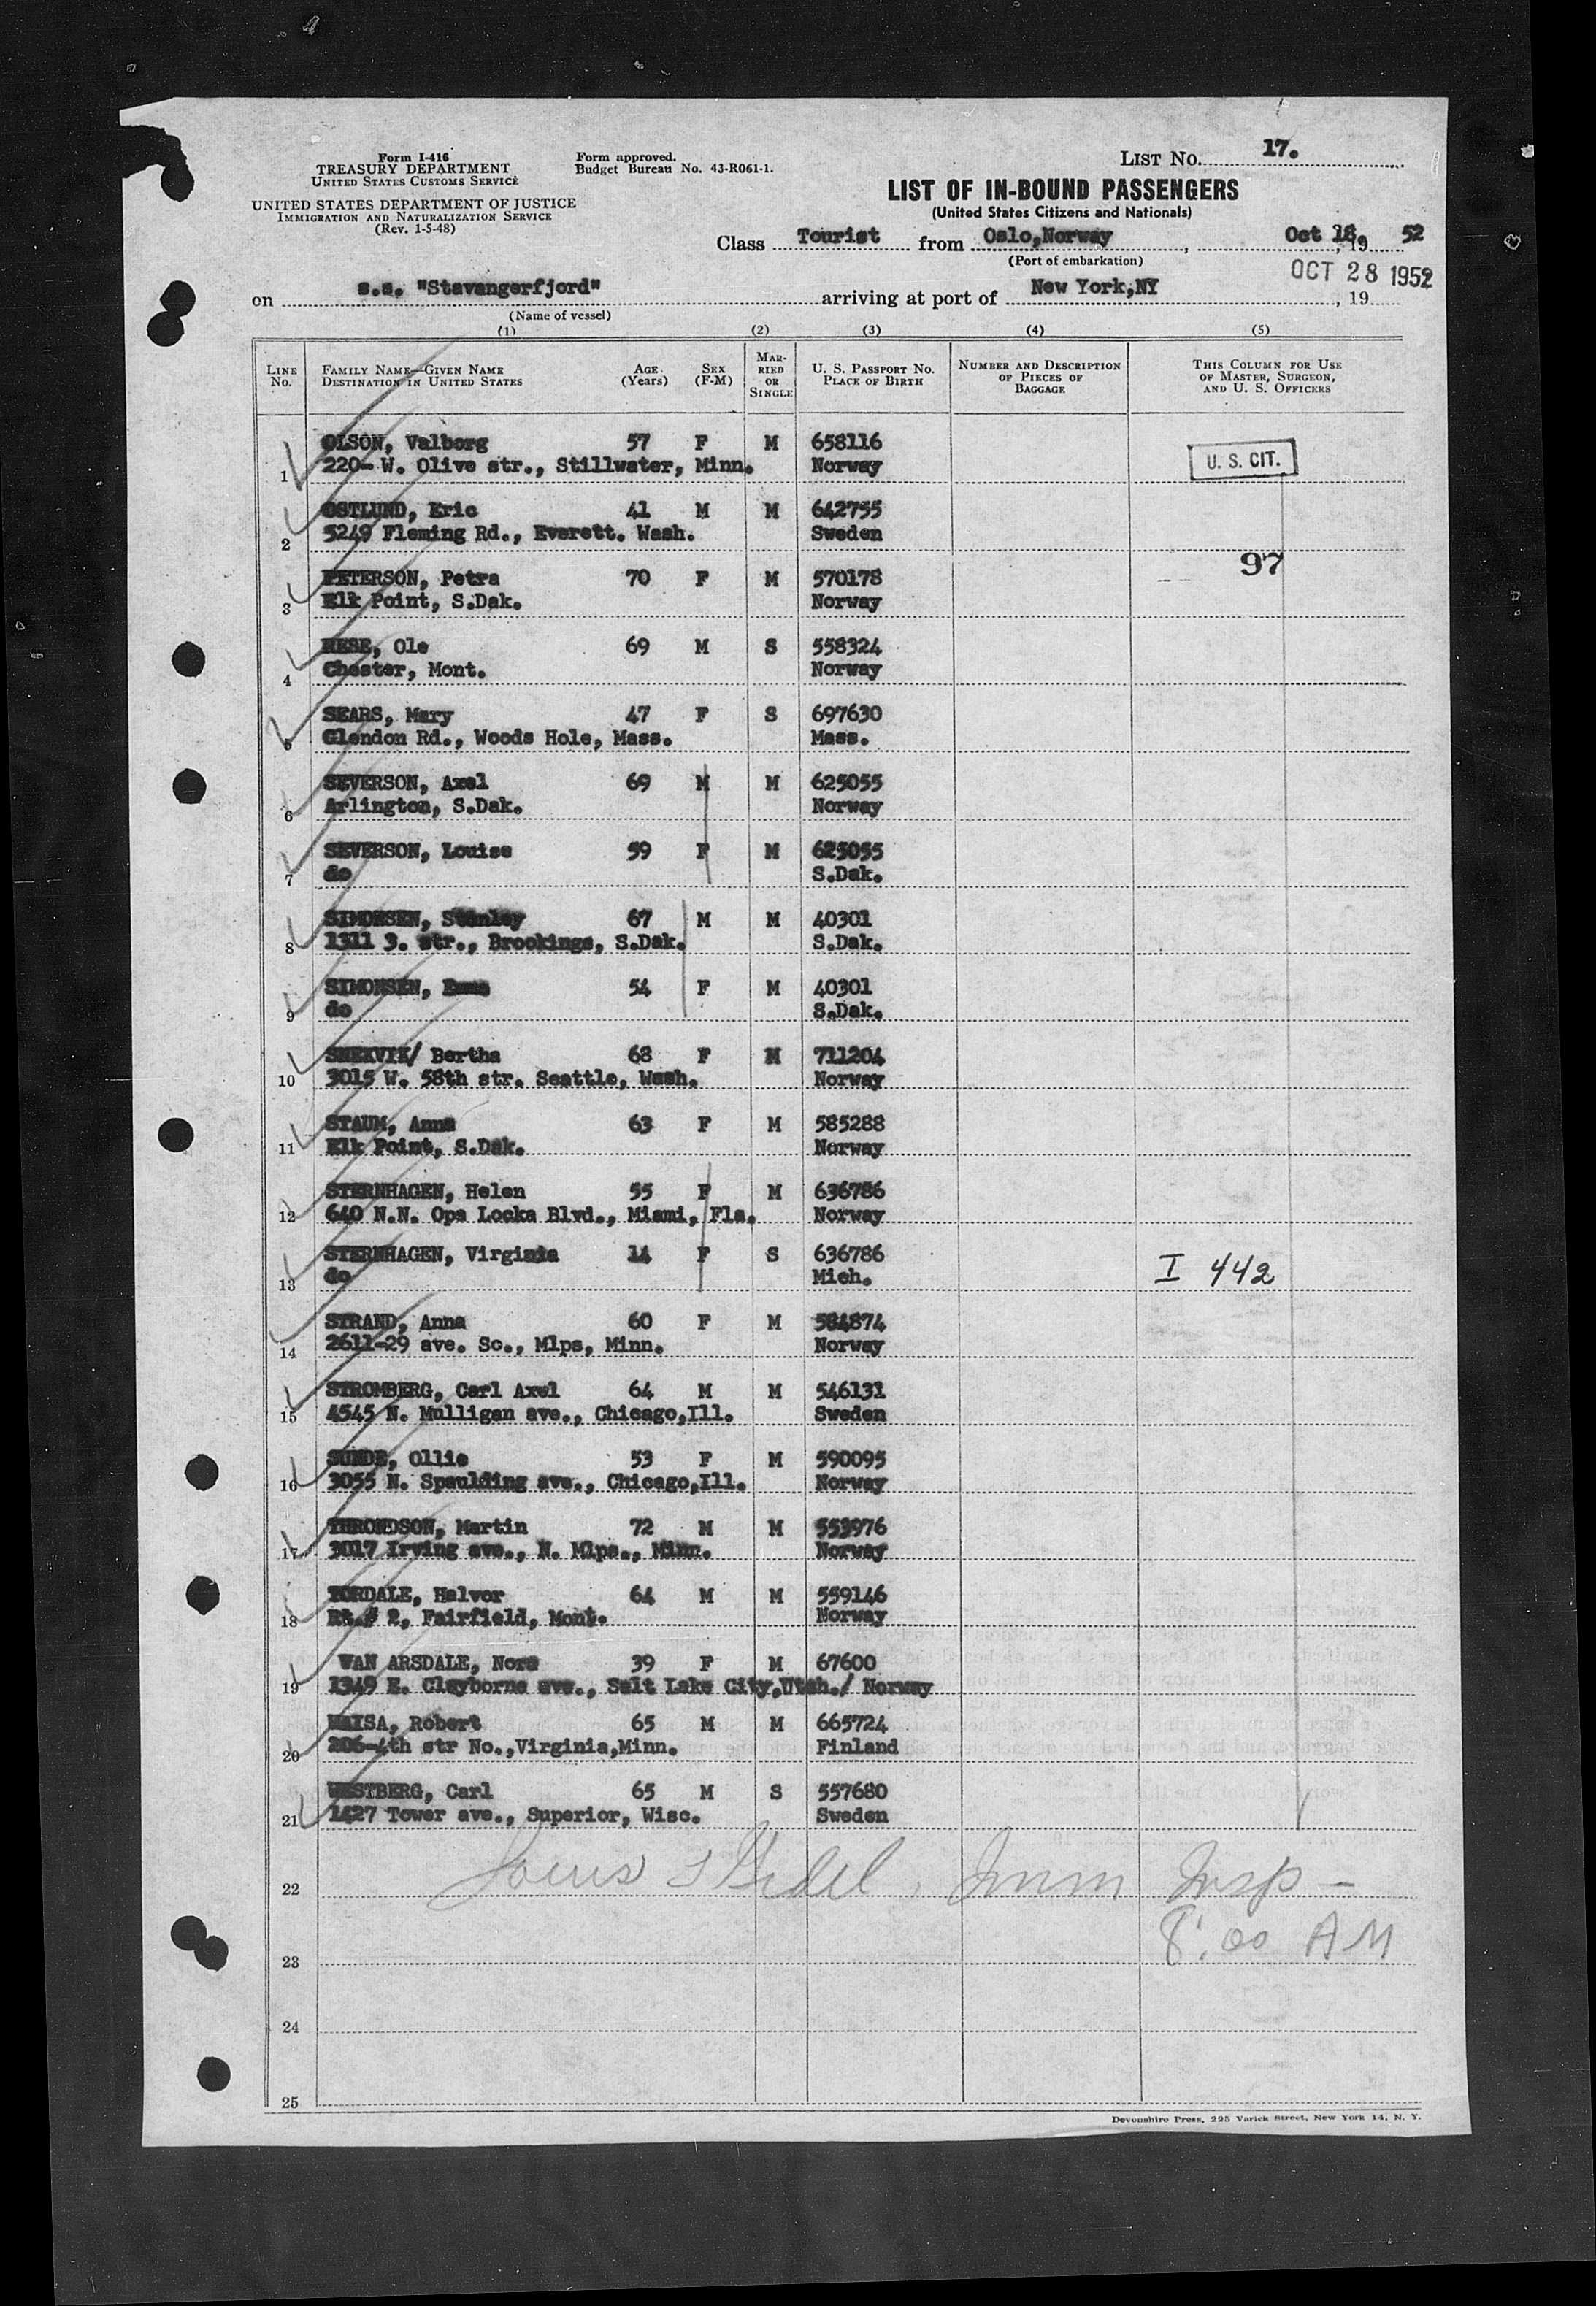 LIST NO. 17.
Form I-416
TREASURY DEPARTMENT
UNITED STATES CUSTOMS SERVICE
UNITED STATES DEPARTMENT OF JUSTICE
IMMIGRATION AND NATURALIZATION SERVICE
(Rev. 1-5-48)
Form approved.
Budget Bureau No. 43-R061-1.
LIST OF IN-BOUND PASSENGERS
(United States Citizens and Nationals)
Class Tourist from Oslo,Norway, Oct , 19 52
(Port of embarkation)
OCT 28 1952
on s.s. "Stavangerfjord" arriving at port of New York,NY, 19
(Name of vessel)
(1) (2) (3) (4) (5)
LINE No. FAMILY NAME—GIVEN NAME DESTINATION IN UNITED STATES AGE (Years) SEX (F-M) MARRIED OR SINGLE U. S. PASSPORT NO. PLACE OF BIRTH NUMBER AND DESCRIPTION OF PIECES OF BAGGAGE THIS COLUMN FOR USE OF MASTER, SURGEON, AND U. S. OFFICERS
OLSON, Valborg 57 F M 658116
1 220- W. Olive str., Stillwater, Minn. Norway U. S. CIT.
OSTLUND, Eric 41 M M 642755
2 5249 Fleming Rd., Everett. Wash. Sweden
97
PETERSON, Petra 70 F M 570178
3 Elk Point, S.Dak. Norway
Ole 69 M S 558324
4 Chester, Mont. Norway
SEARS, Mary 47 F S 697630
5 Glendon Rd., Woods Hole, Mass. Mass.
SEVERSON, Axel 69 M M 625055
6 Arlington, S.Dak. Norway
SEVERSON, Louise 59 F M 625055
7 do S.Dak.
SIMONSEN, Stanley 67 M M 40301
8 1311 3. str., Brookings, S.Dak. S.Dak.
SIMONSEN, 54 F M 40301
9 do S.Dak.
Bertha 68 F M 711204
10 3015 W. 58th str. Seattle, Wash. Norway
STAUM, Anna 63 F M 585288
11 Elk Point, S.Dak. Norway
STERNHAGEN, Helen 55 F M 636786
12 640 N.N. Opa Locka Blvd., Miami, Fla. Norway
STERNHAGEN, Virginia 14 F S 636786
13 do Mich. I 442
STRAND, Anna 60 F M 584874
14 2611-29 ave. So., Mlps, Minn. Norway
STROMBERG, Carl Axel 64 M M 546131
15 4545 N. Mulligan ave., Chicago,Ill. Sweden
SUNDE, Ollie 53 F M 590095
16 3055 N. Spaulding ave., Chicago,Ill. Norway
THRONDSON, Martin 72 M M 553976
17 3017 Irving ave., N. Mlps., Minn. Norway
TORDALE, Halvor 64 M M 559146
18 Rt.# 2, Fairfield, Mont. Norway
VAN ARSDALE, Nora 39 F M 67600
19 1349 E. Clayborne ave., Salt Lake City,Utah./ Norway
WAISA, Robert 65 M M 665724
20 206-4th str No.,Virginia,Minn. Finland
WESTBERG, Carl 65 M S 557680
21 1427 Tower ave., Superior, Wisc. Sweden
22 Imm Insp -
8:00 AM
23
24
25
Devonshire Press, 225 Varick Street, New York 14, N. Y.